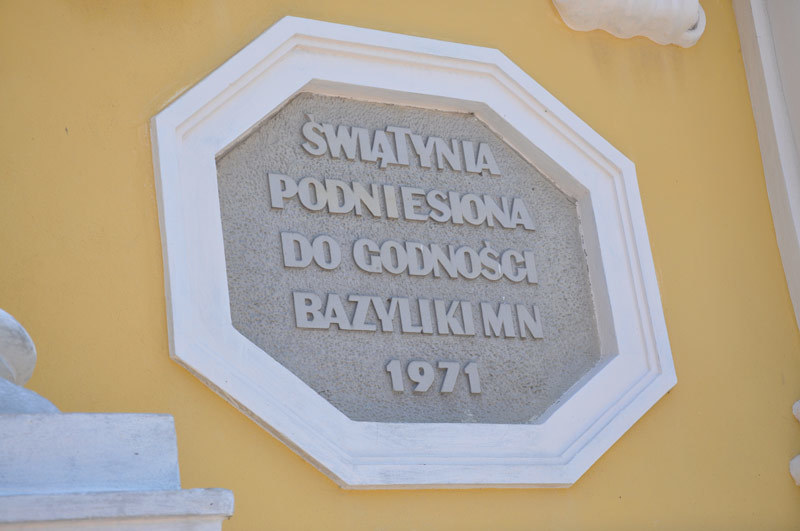 ŚWIĄTYNIA
PODNIESIONA
DO GODNOŚCI
BAZYLIKI MN
1971